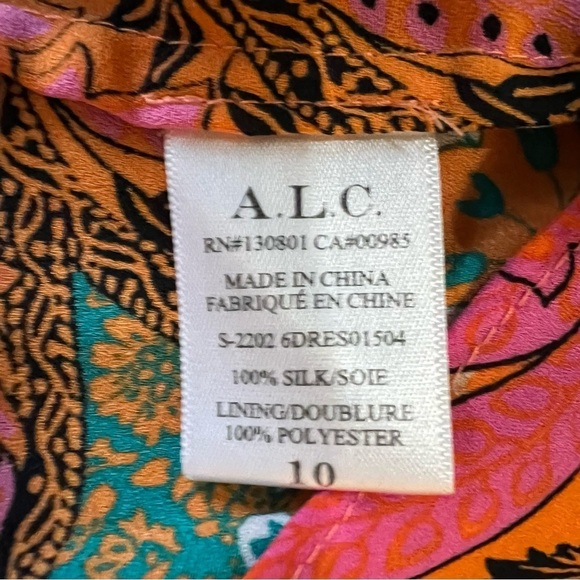 A.L.C.
RN#130801 CA#00985
MADE IN CHINA
FABRIQUÉ EN CHINE
S-2202 6DRES01504
100% SILK/SOIE
LINING/DOUBLURE
100% POLYESTER
10